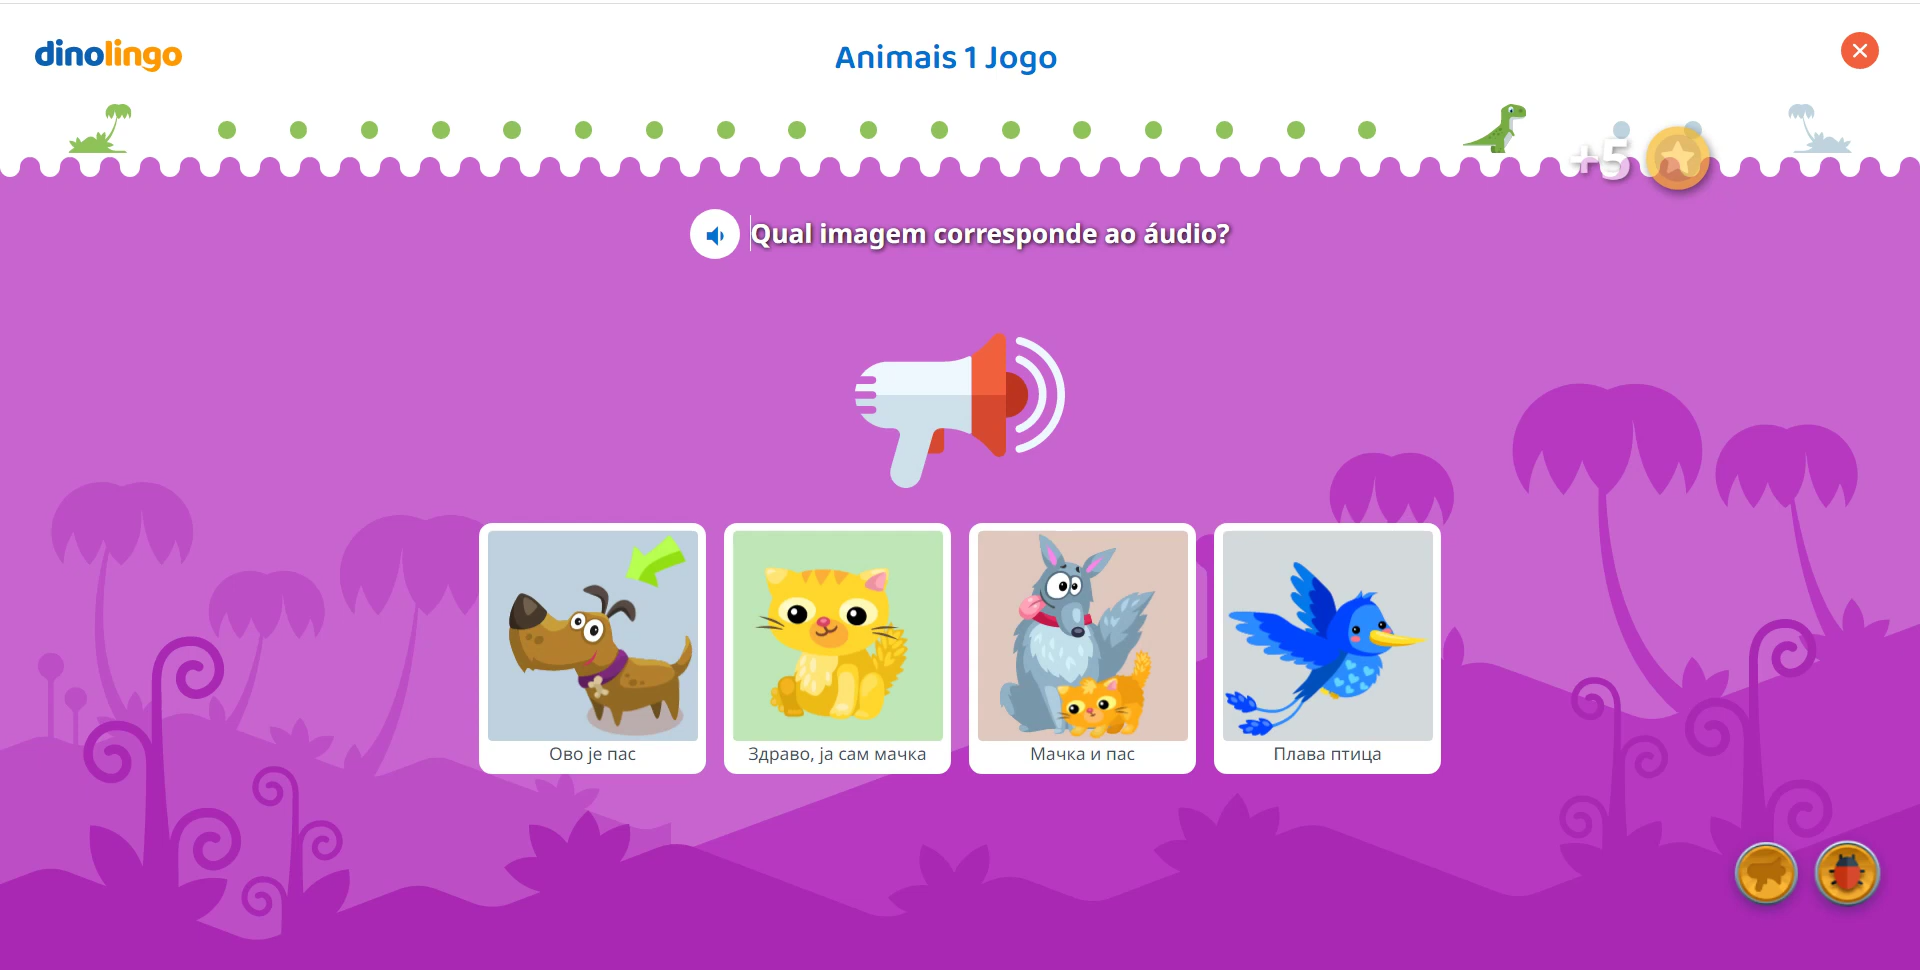 dinolingo
Animais 1 Jogo
+5
Qual imagem corresponde ao áudio?
Ово је пас
Здраво, ја сам мачка
Мачка и пас
Плава птица